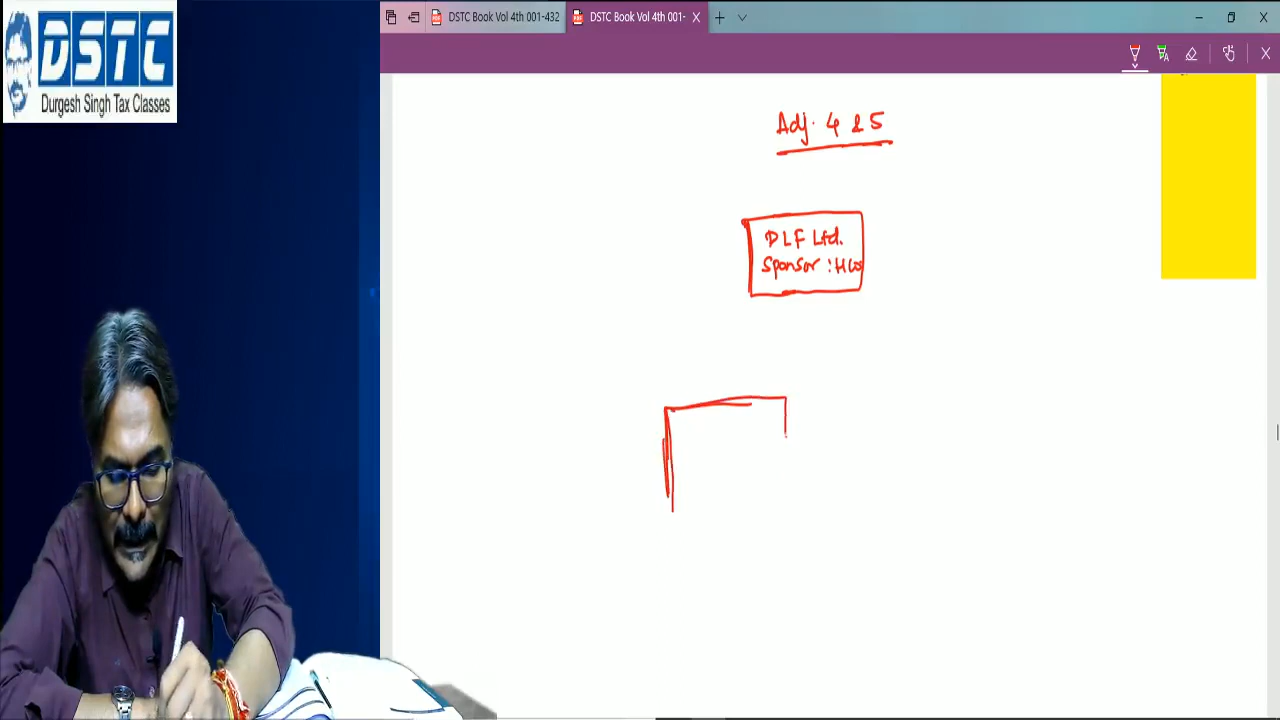 DSTC
Durgesh Singh Tax Classes
DSTC Book Vol 4th 001-432
DSTC Book Vol 4th 001-
Adj. 4 & 5
DLF Ltd.
Sponsor :